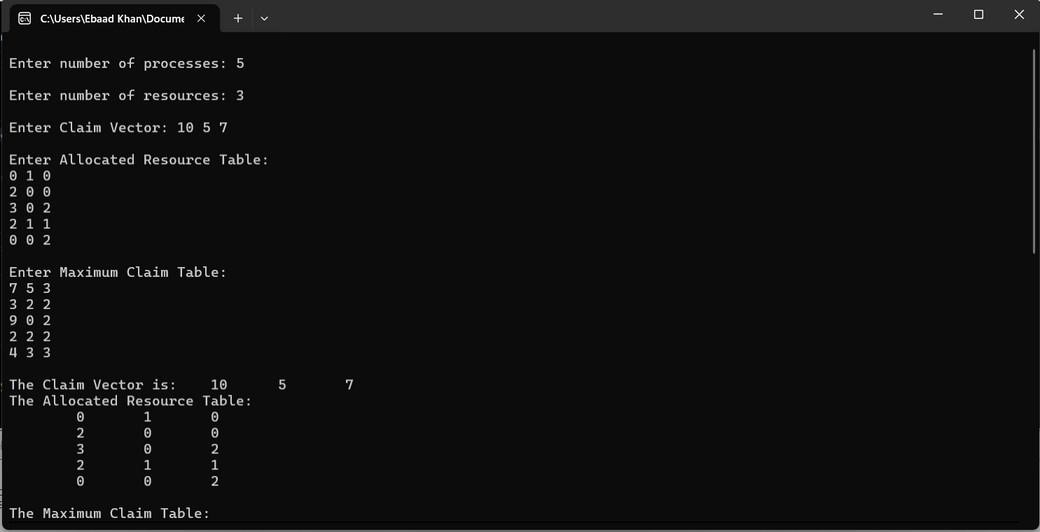 C:\Users\Ebaad Khan\Docume
Enter number of processes: 5
Enter number of resources: 3
Enter Claim Vector: 10 5 7
Enter Allocated Resource Table:
0 1 0
2 0 0
3 0 2
2 1 1
0 0 2
Enter Maximum Claim Table:
7 5 3
3 2 2
9 0 2
2 2 2
4 3 3
The Claim Vector is: 10 5 7
The Allocated Resource Table:
0 1 0
2 0 0
3 0 2
2 1 1
0 0 2
The Maximum Claim Table: